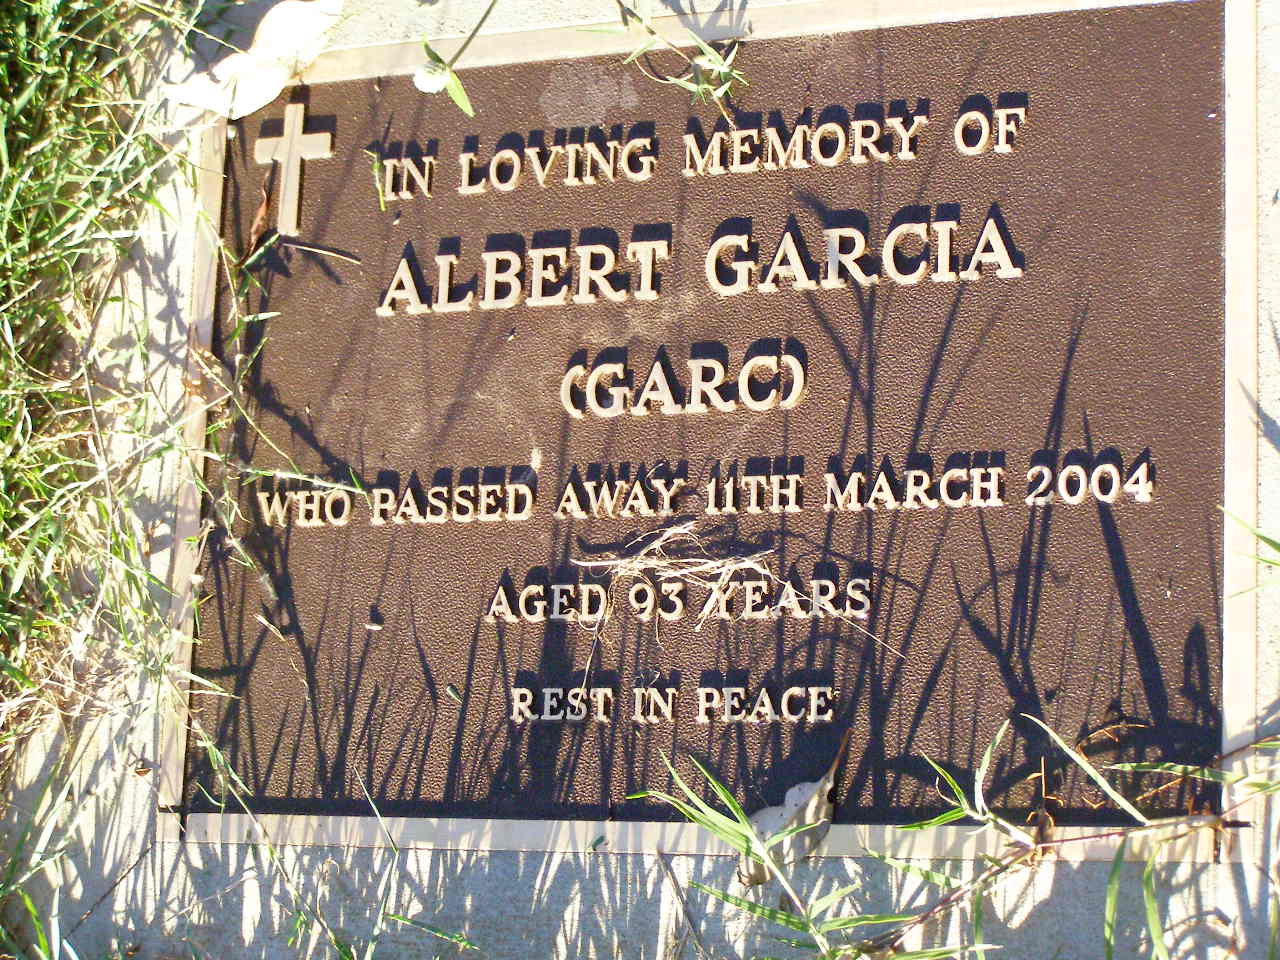 IN LOVING MEMORY OF
ALBERT GARCIA
(GARC)
WHO PASSED AWAY 11TH MARCH 2004
AGED 93 YEARS
REST IN PEACE